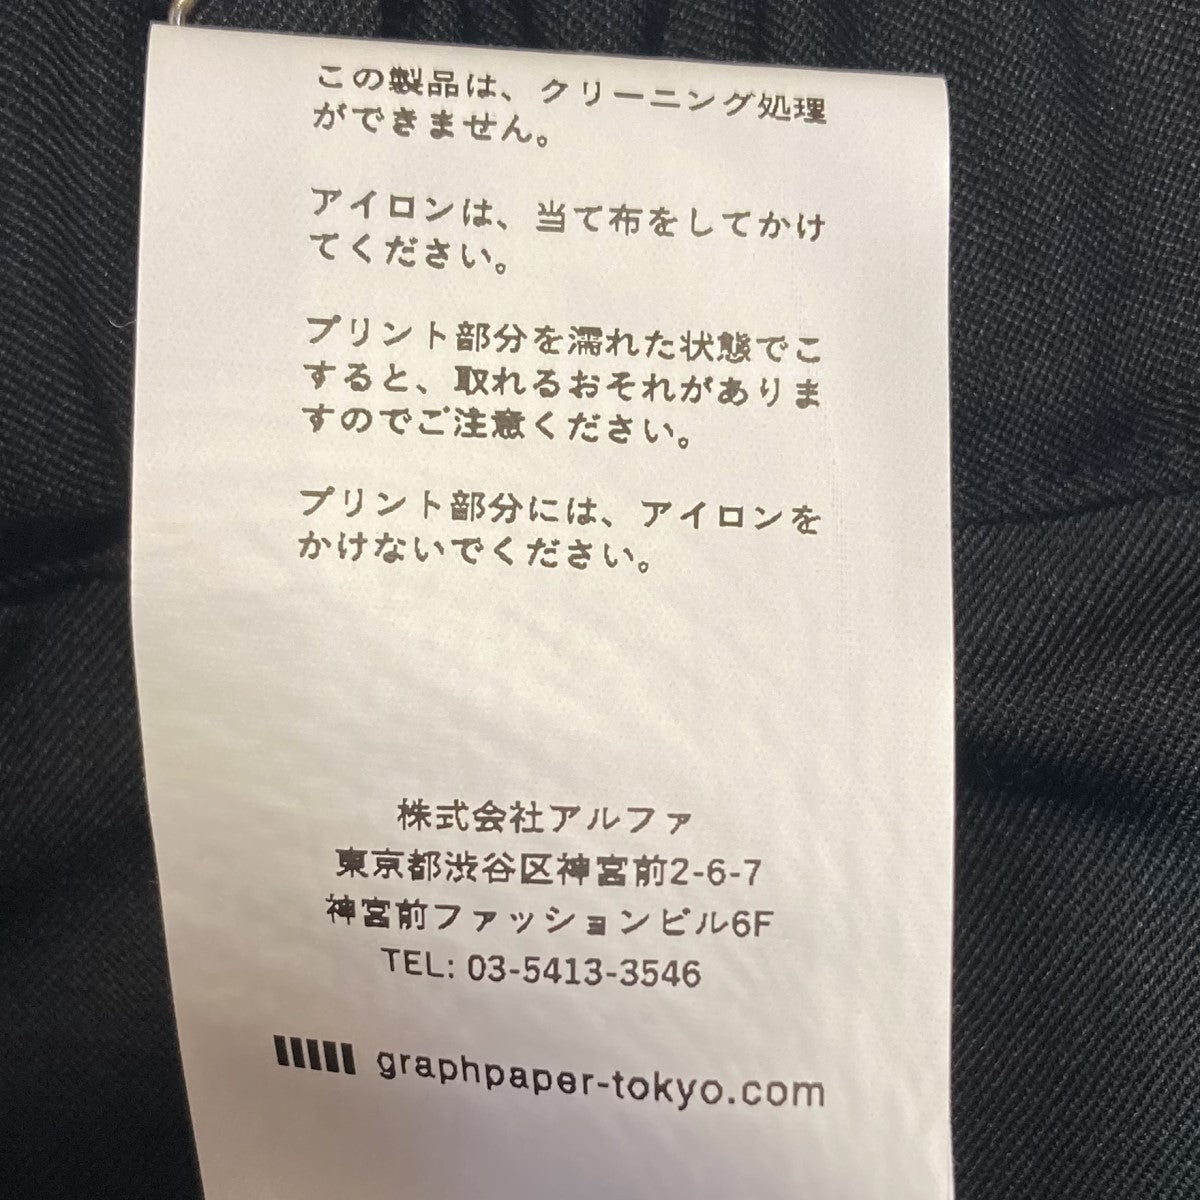 この製品は、クリーニング処理
ができません。
アイロンは、当て布をしてかけ
てください。
プリント部分を濡れた状態でこ
すると、取れるおそれがありま
すのでご注意ください。
プリント部分には、アイロンを
かけないでください。
株式会社アルファ
東京都渋谷区神宮前2-6-7
神宮前ファッションビル6F
TEL: 03-5413-3546
graphpaper-tokyo.com